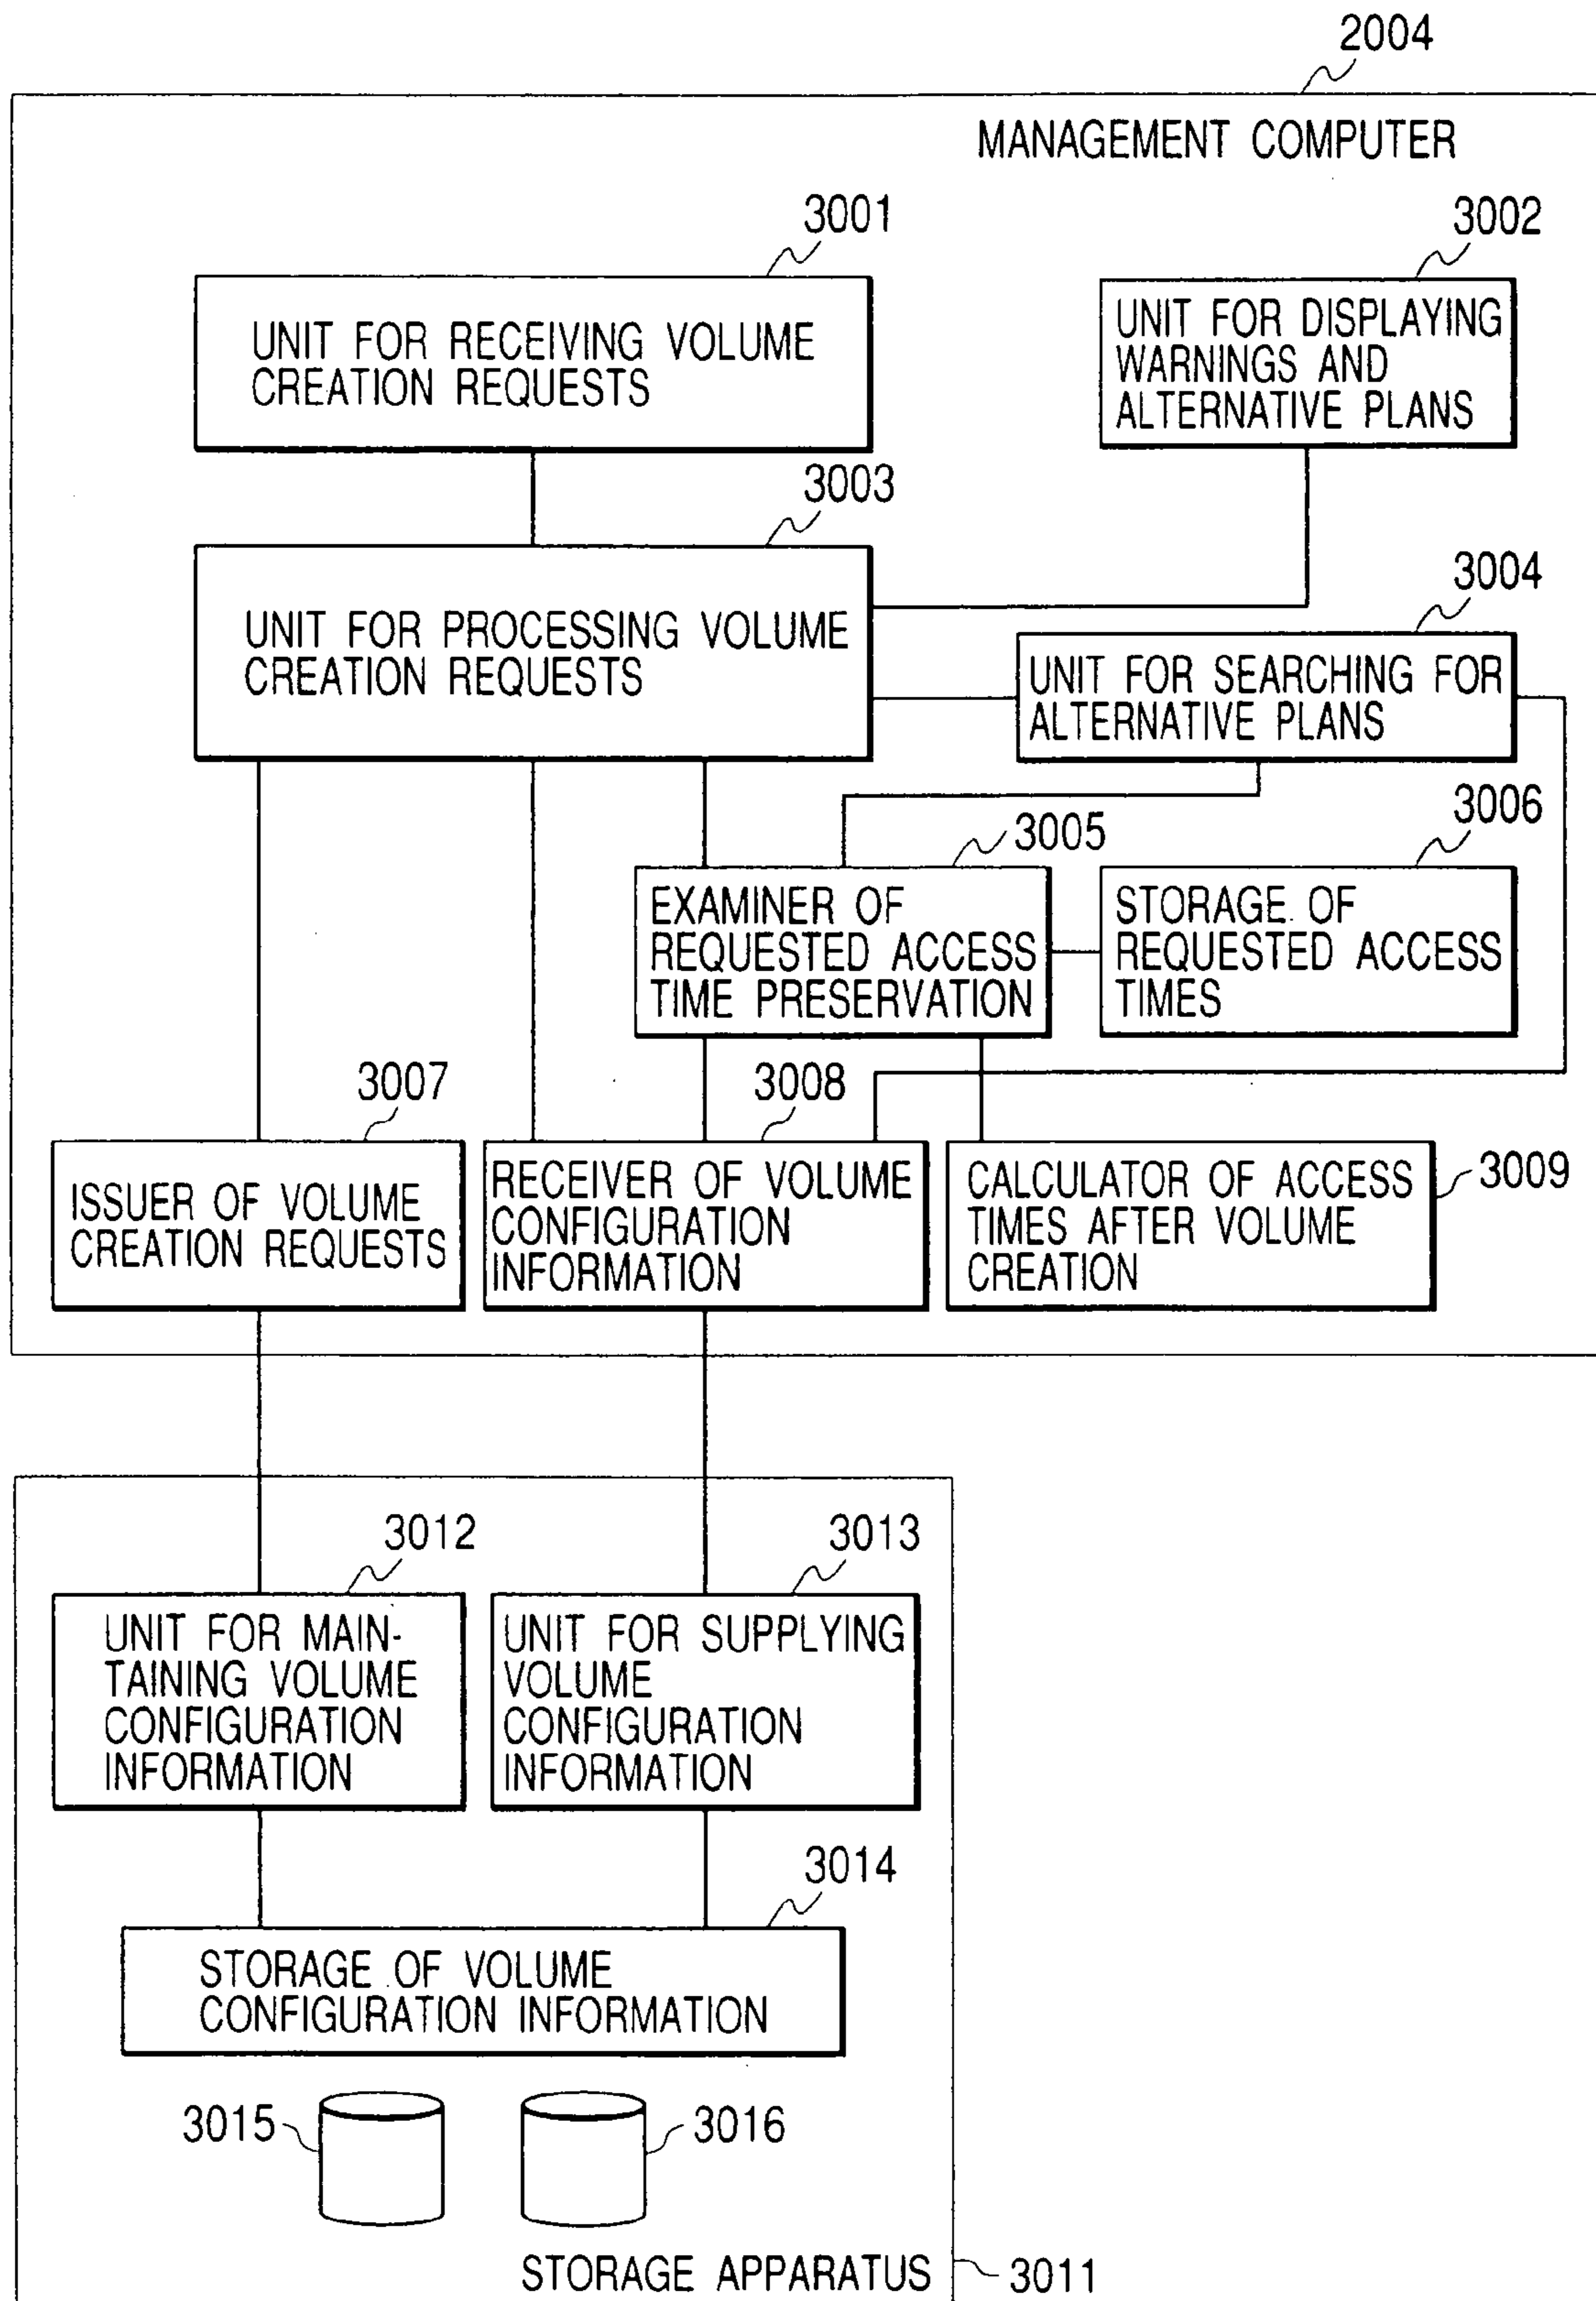 2004
MANAGEMENT COMPUTER
3001
3002
UNIT FOR RECEIVING VOLUME
CREATION REQUESTS
UNIT FOR DISPLAYING
WARNINGS AND
ALTERNATIVE PLANS
3003
3004
UNIT FOR PROCESSING VOLUME
CREATION REQUESTS
UNIT FOR SEARCHING FOR
ALTERNATIVE PLANS
3005
3006
EXAMINER OF
REQUESTED ACCESS
TIME PRESERVATION
STORAGE OF
REQUESTED ACCESS
TIMES
3007
3008
3009
ISSUER OF VOLUME
CREATION REQUESTS
RECEIVER OF VOLUME
CONFIGURATION
INFORMATION
CALCULATOR OF ACCESS
TIMES AFTER VOLUME
CREATION
3012
3013
UNIT FOR MAIN-
TAINING VOLUME
CONFIGURATION
INFORMATION
UNIT FOR SUPPLYING
VOLUME
CONFIGURATION
INFORMATION
3014
STORAGE OF VOLUME
CONFIGURATION INFORMATION
3015
3016
STORAGE APPARATUS
3011